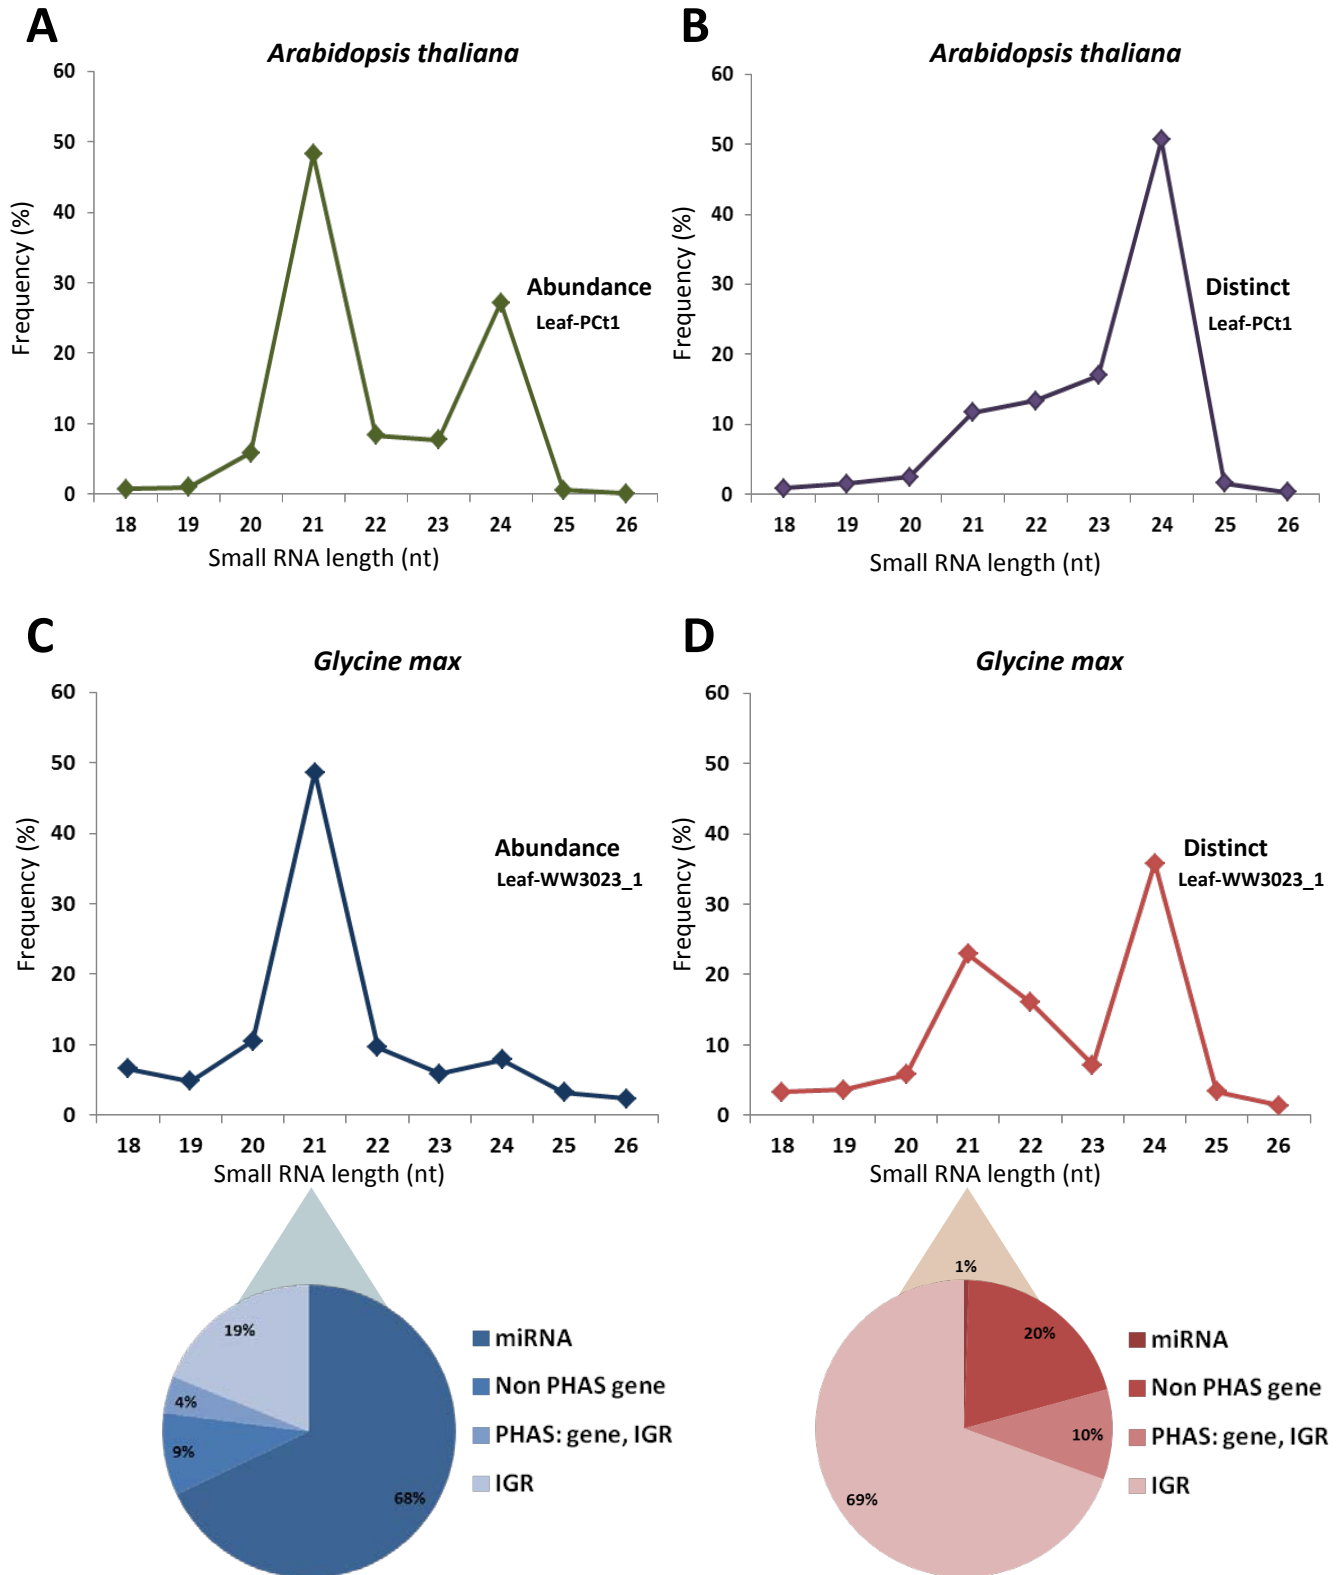 A
Arabidopsis thaliana
60
50
40
30
20
10
0
Frequency (%)
Abundance
Leaf-PCt1
18 19 20 21 22 23 24 25 26
Small RNA length (nt)
B
Arabidopsis thaliana
60
50
40
30
20
10
0
Frequency (%)
Distinct
Leaf-PCt1
18 19 20 21 22 23 24 25 26
Small RNA length (nt)
C
Glycine max
60
50
40
30
20
10
0
Frequency (%)
Abundance
Leaf-WW3023_1
18 19 20 21 22 23 24 25 26
Small RNA length (nt)
19%
4%
9%
68%
miRNA
Non PHAS gene
PHAS: gene, IGR
IGR
D
Glycine max
60
50
40
30
20
10
0
Frequency (%)
Distinct
Leaf-WW3023_1
18 19 20 21 22 23 24 25 26
Small RNA length (nt)
1%
20%
10%
69%
miRNA
Non PHAS gene
PHAS: gene, IGR
IGR